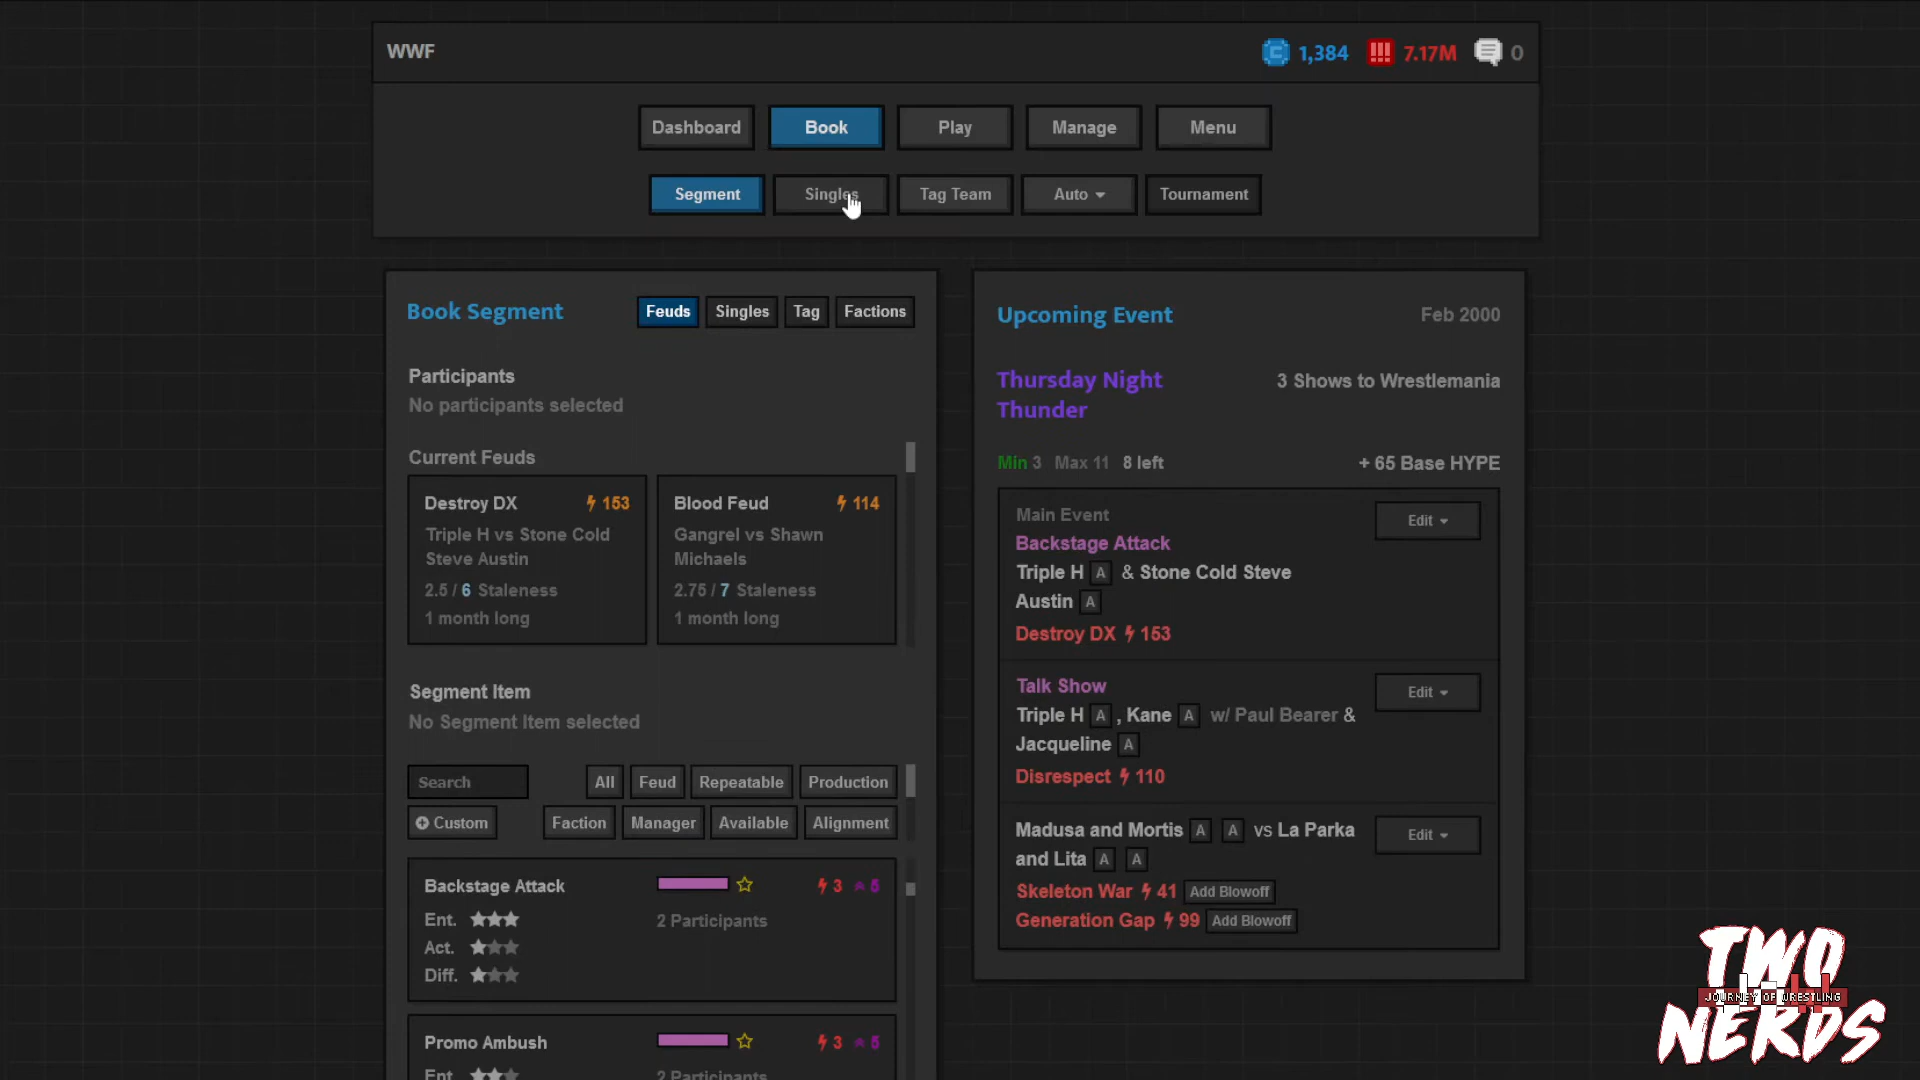 WWF
1,384
7.17M
0
Dashboard
Book
Play
Manage
Menu
Segment
Singles
Tag Team
Auto
Tournament
Book Segment
Feuds
Singles
Tag
Factions
Participants
No participants selected
Current Feuds
Destroy DX
153
Triple H vs Stone Cold
Steve Austin
2.5 / 6 Staleness
1 month long
Blood Feud
114
Gangrel vs Shawn
Michaels
2.75 / 7 Staleness
1 month long
Segment Item
No Segment Item selected
Search
All
Feud
Repeatable
Production
Custom
Faction
Manager
Available
Alignment
Backstage Attack
3
5
Ent.
2 Participants
Act.
Diff.
Promo Ambush
3
5
Ent.
2 Participants
Upcoming Event
Feb 2000
Thursday Night
Thunder
3 Shows to Wrestlemania
Min 3 Max 11 8 left
+ 65 Base HYPE
Main Event
Edit
Backstage Attack
Triple H A & Stone Cold Steve
Austin A
Destroy DX 153
Talk Show
Edit
Triple H A , Kane A w/ Paul Bearer &
Jacqueline A
Disrespect 110
Madusa and Mortis A A vs La Parka
and Lita A A
Edit
Skeleton War 41 Add Blowoff
Generation Gap 99 Add Blowoff
TWO
JOURNEY OF WRESTLING
NERDS